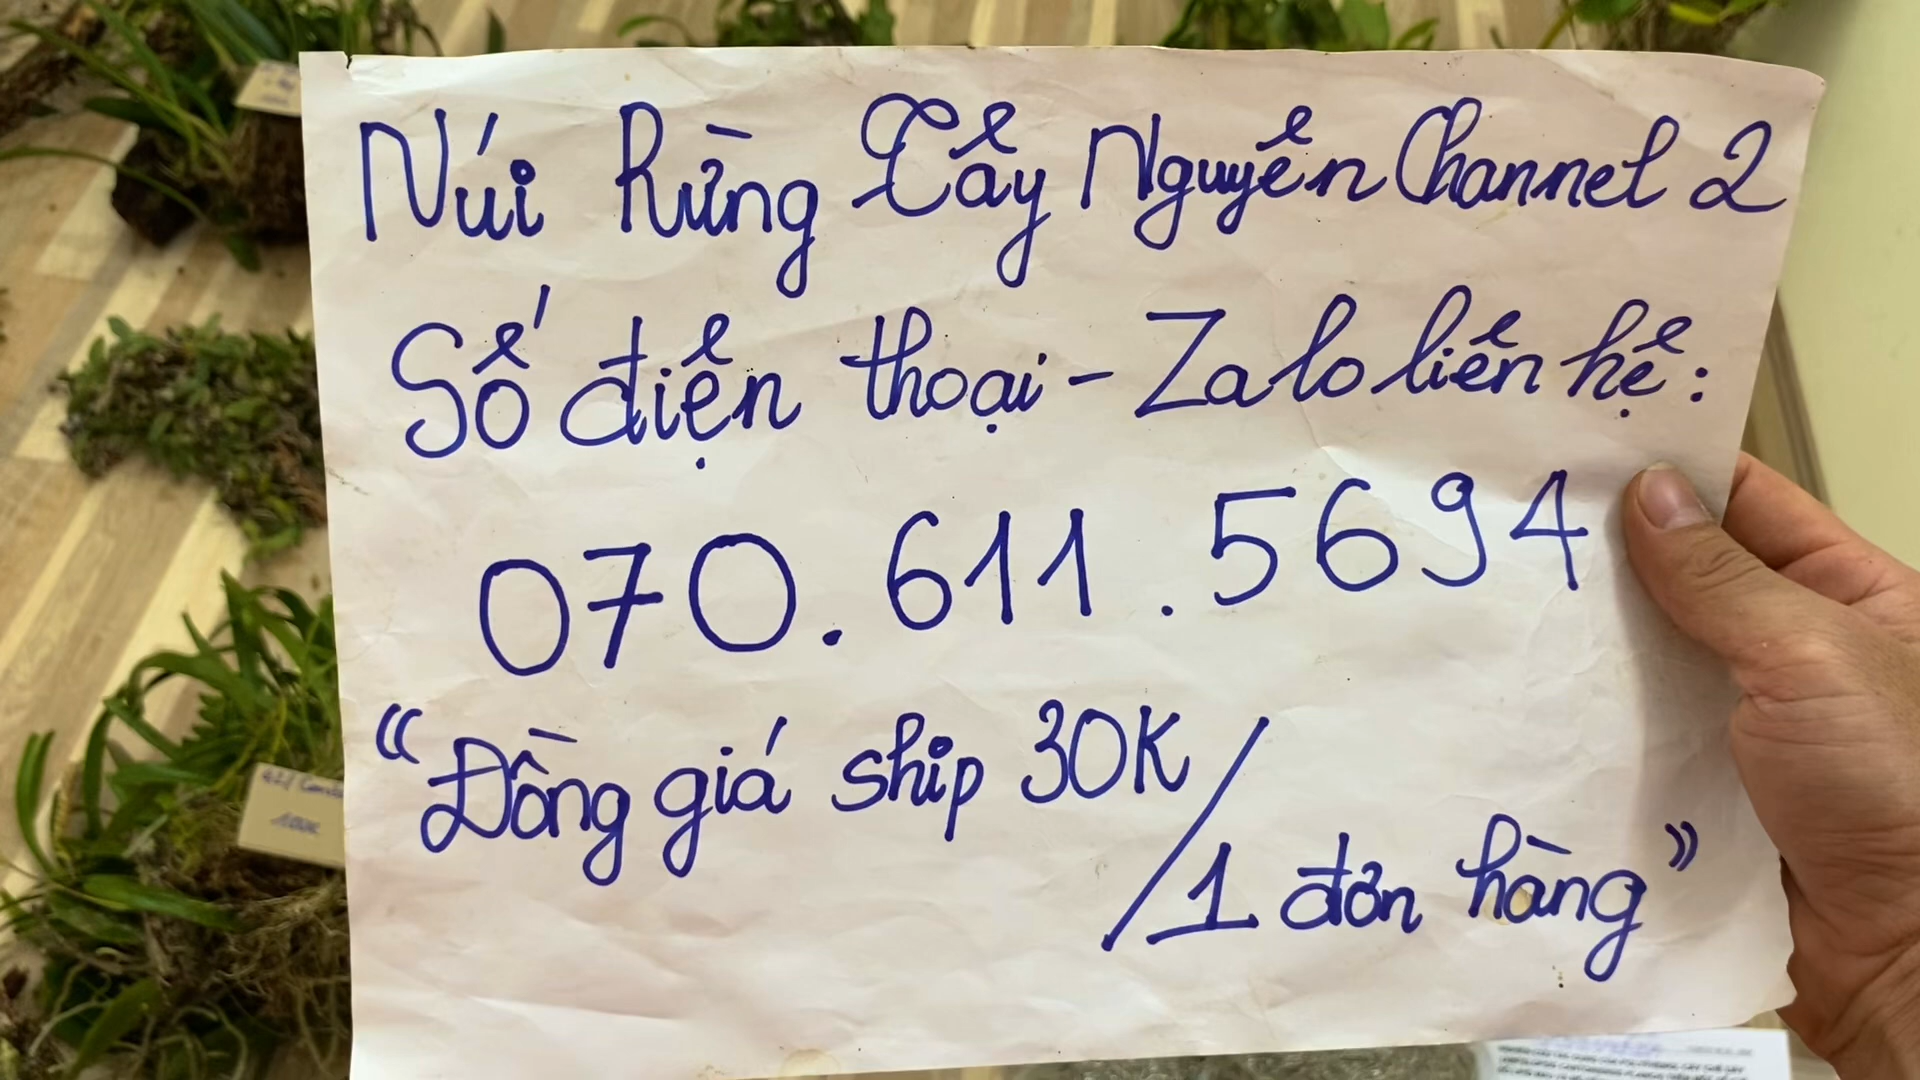 Núi Rừng Tây Nguyên Channel 2
Số điện thoại - Zalo liên hệ:
070.611.5694
“Đồng giá ship 30K
/1 đơn hàng”
100K